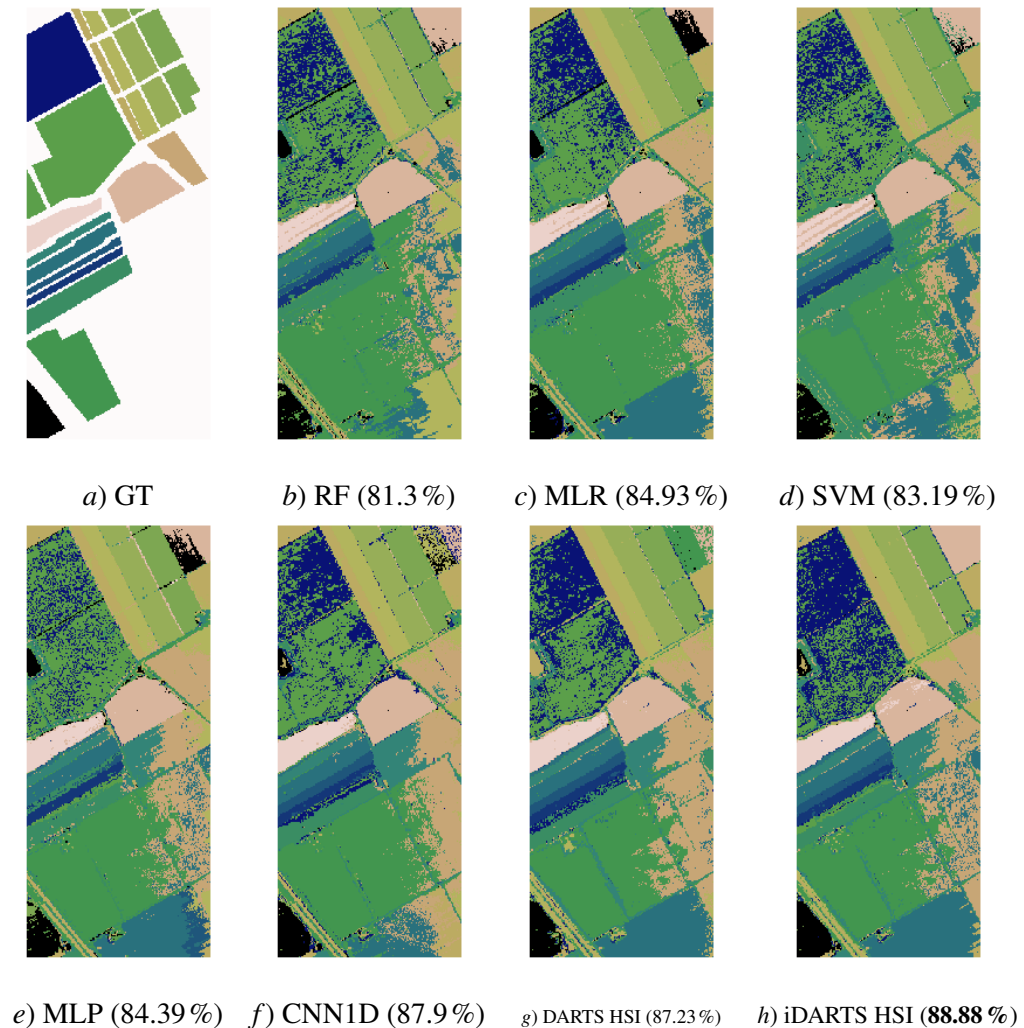 a) GT
b) RF (81.3 %)
c) MLR (84.93 %)
d) SVM (83.19 %)
e) MLP (84.39 %)
f) CNN1D (87.9 %)
g) DARTS HSI (87.23 %)
h) iDARTS HSI (88.88 %)